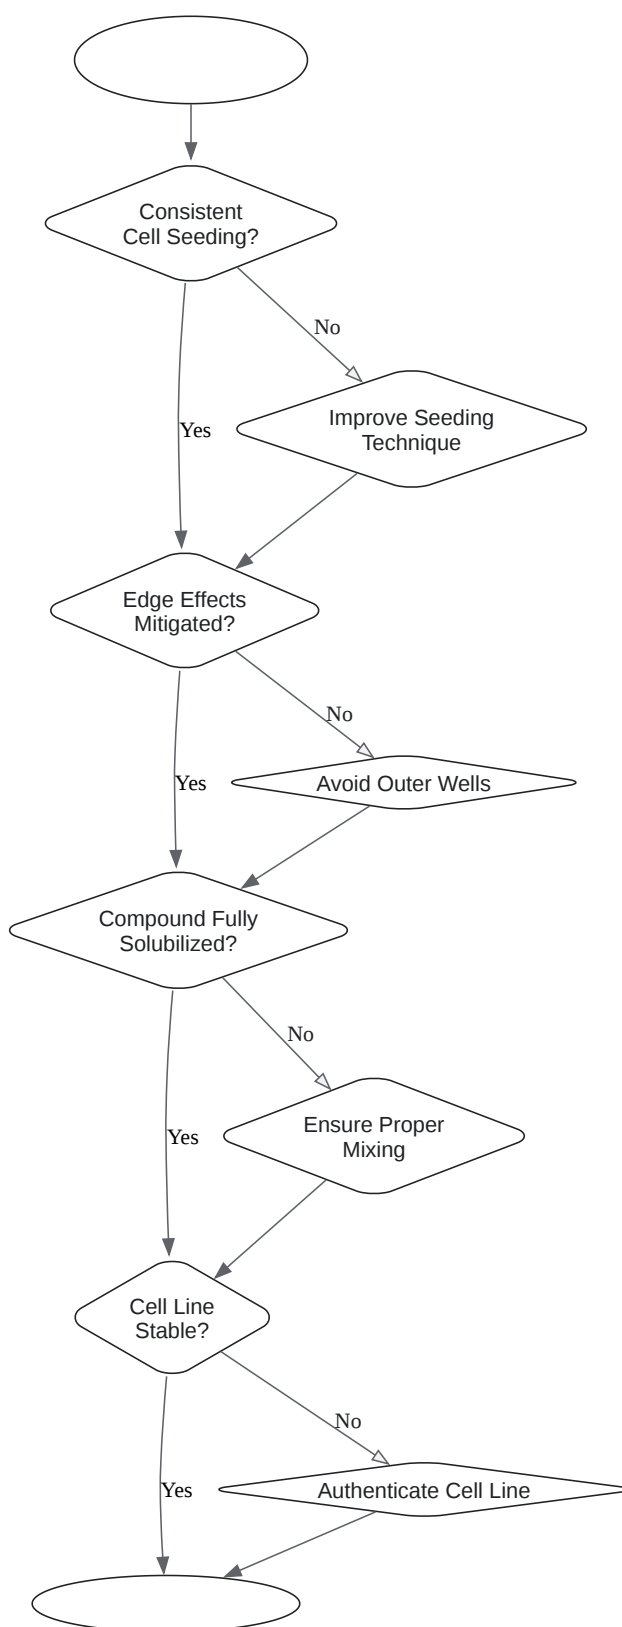 Consistent
Cell Seeding?
No
Improve Seeding
Technique
Yes
Edge Effects
Mitigated?
No
Yes
Avoid Outer Wells
Compound Fully
Solubilized?
No
Ensure Proper
Mixing
Yes
Cell Line
Stable?
No
Yes
Authenticate Cell Line